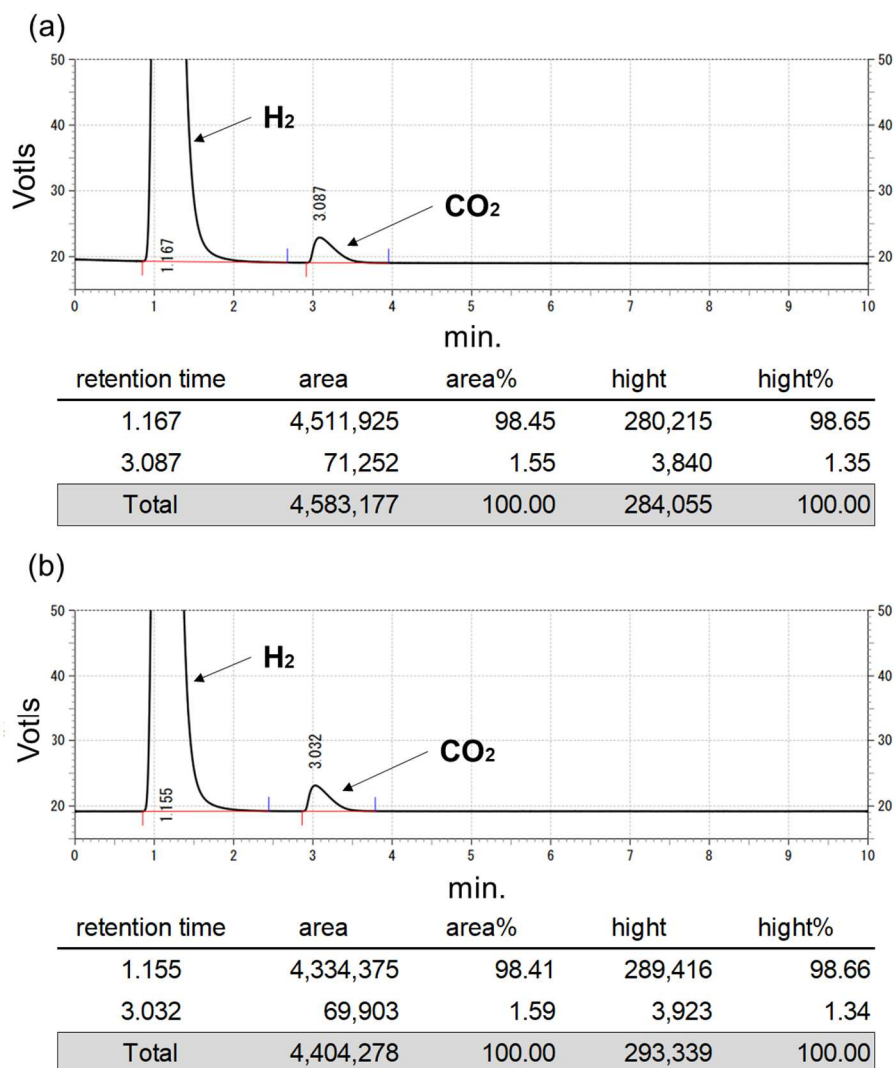 (a)
50 50
40 40
30 30
20 20
Votls
H2
CO2
1.167
3.087
0 1 2 3 4 5 6 7 8 9 10
min.
retention time area area% hight hight%
1.167 4,511,925 98.45 280,215 98.65
3.087 71,252 1.55 3,840 1.35
Total 4,583,177 100.00 284,055 100.00
(b)
50 50
40 40
30 30
20 20
Votls
H2
CO2
1.155
3.032
0 1 2 3 4 5 6 7 8 9 10
min.
retention time area area% hight hight%
1.155 4,334,375 98.41 289,416 98.66
3.032 69,903 1.59 3,923 1.34
Total 4,404,278 100.00 293,339 100.00